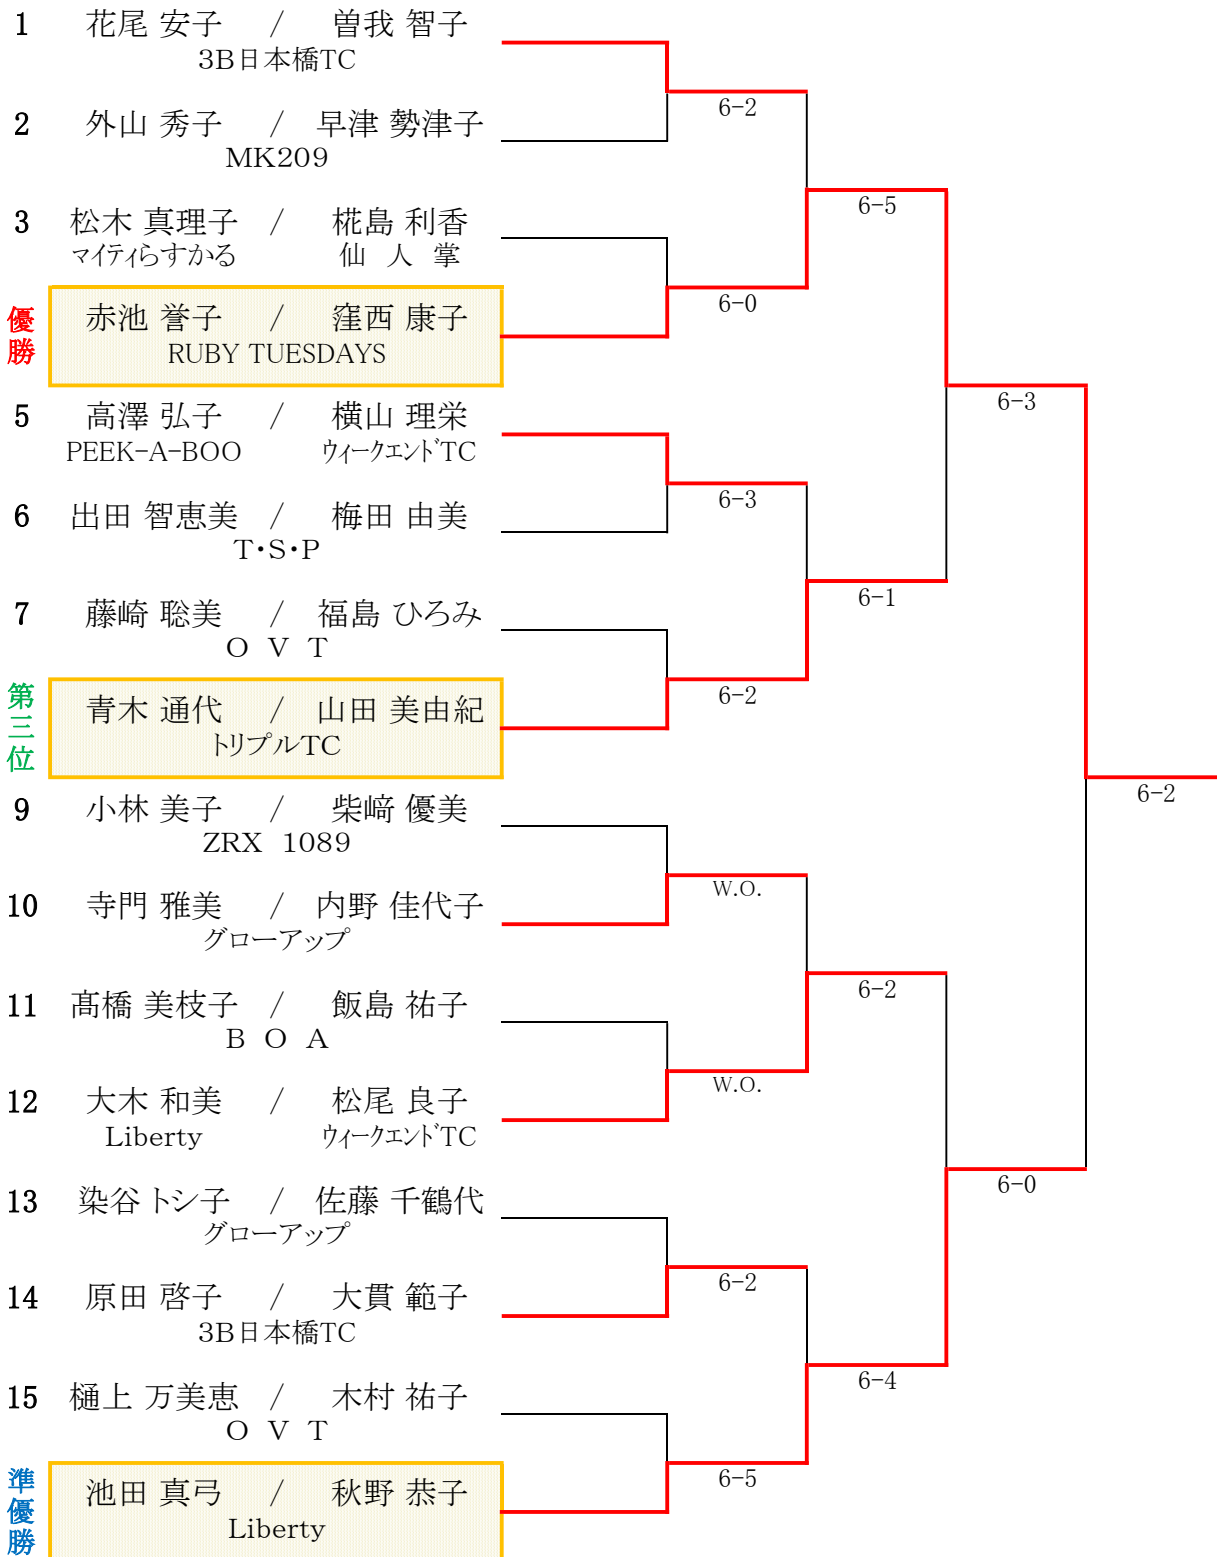 1 花尾 安子 / 曽我 智子
3B日本橋TC
6-2
2 外山 秀子 / 早津 勢津子
MK209
6-5
3 松木 真理子 / 椛島 利香
マイティらすかる 仙 人 掌
6-0
優勝 赤池 誉子 / 窪西 康子
RUBY TUESDAYS
6-3
5 高澤 弘子 / 横山 理栄
PEEK-A-BOO ウィークエンドTC
6-3
6 出田 智恵美 / 梅田 由美
T・S・P
6-1
7 藤崎 聡美 / 福島 ひろみ
O V T
6-2
第三位 青木 通代 / 山田 美由紀
トリプルTC
6-2
9 小林 美子 / 柴﨑 優美
ZRX 1089
W.O.
10 寺門 雅美 / 内野 佳代子
グローアップ
6-2
11 髙橋 美枝子 / 飯島 祐子
B O A
W.O.
12 大木 和美 / 松尾 良子
Liberty ウィークエンドTC
6-0
13 染谷 トシ子 / 佐藤 千鶴代
グローアップ
6-2
14 原田 啓子 / 大貫 範子
3B日本橋TC
6-4
15 樋上 万美恵 / 木村 祐子
O V T
6-5
準優勝 池田 真弓 / 秋野 恭子
Liberty